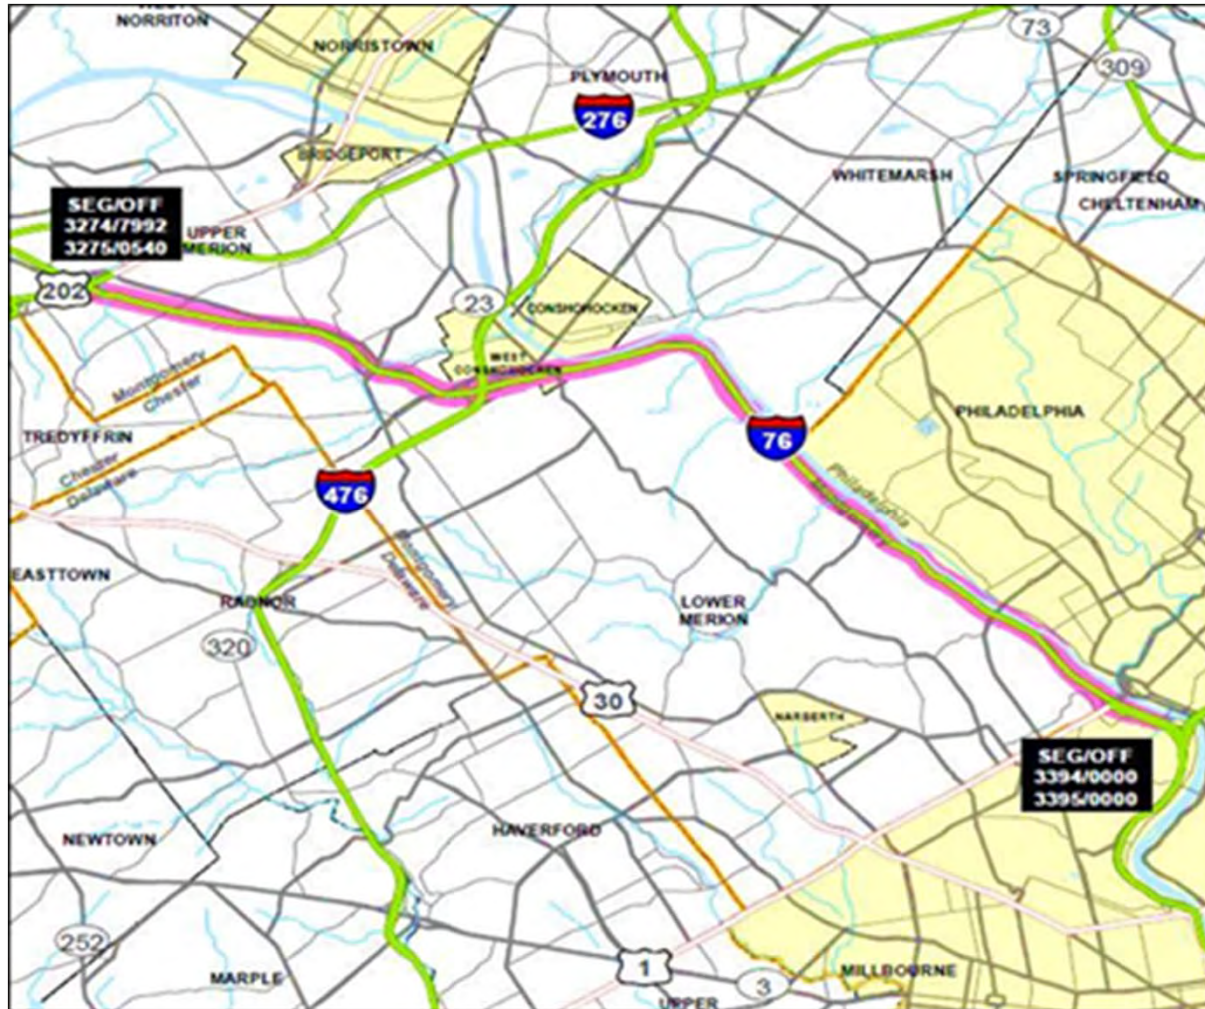 WEST
NORRITON
NORRISTOWN
PLYMOUTH
73
309
276
BRIDGEPORT
WHITEMARSH
SPRINGFIELD
CHELTENHAM
SEG/OFF
3274/7992
3275/0540
UPPER
MERION
202
23
CONSHOHOCKEN
WEST
CONSHOHOCKEN
Montgomery
Chester
PHILADELPHIA
TREDYFFRIN
76
Chester
Delaware
476
Philadelphia
Montgomery
Montgomery
Delaware
EASTTOWN
RADNOR
LOWER
MERION
320
30
NARBERTH
SEG/OFF
3394/0000
3395/0000
NEWTOWN
HAVERFORD
252
MARPLE
1
3
MILLBOURNE
UPPER